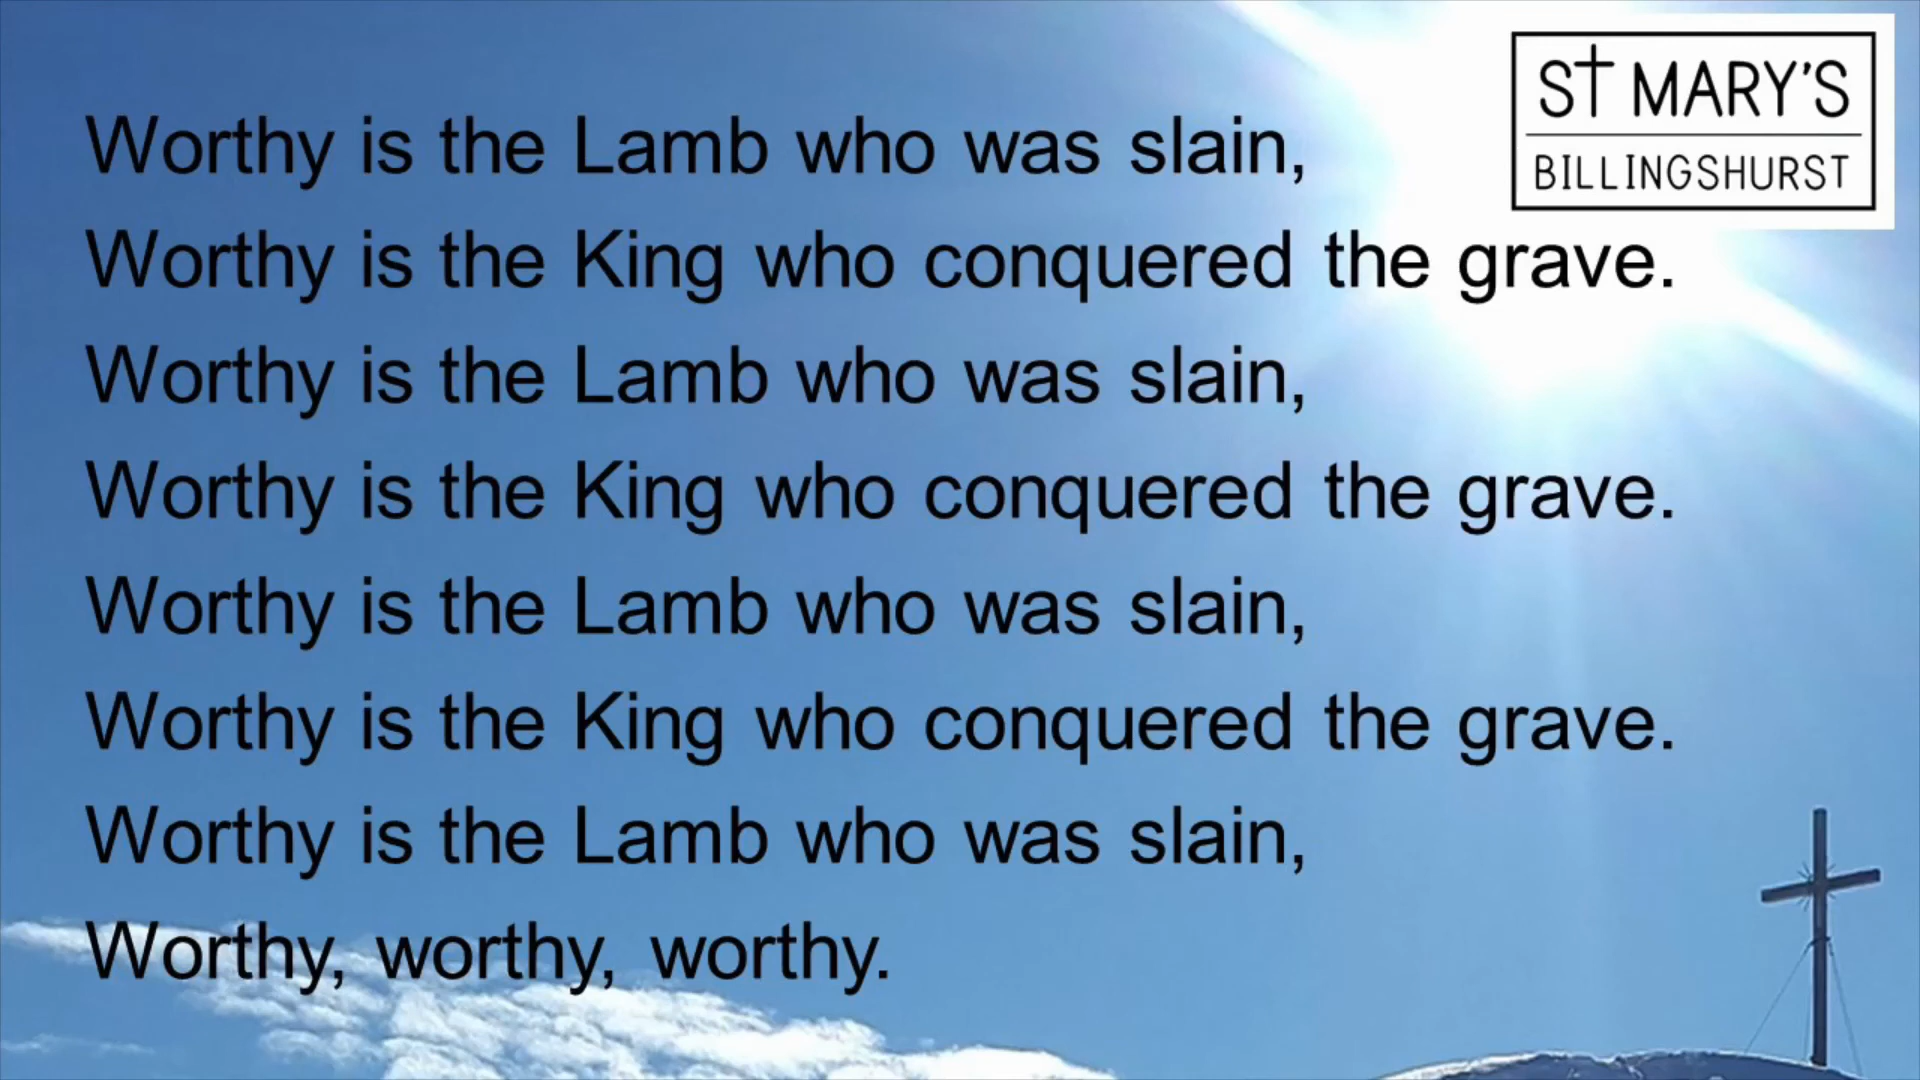 Worthy is the Lamb who was slain,
Worthy is the King who conquered the grave.
Worthy is the Lamb who was slain,
Worthy is the King who conquered the grave.
Worthy is the Lamb who was slain,
Worthy is the King who conquered the grave.
Worthy is the Lamb who was slain,
Worthy, worthy, worthy.
ST MARY'S
BILLINGSHURST